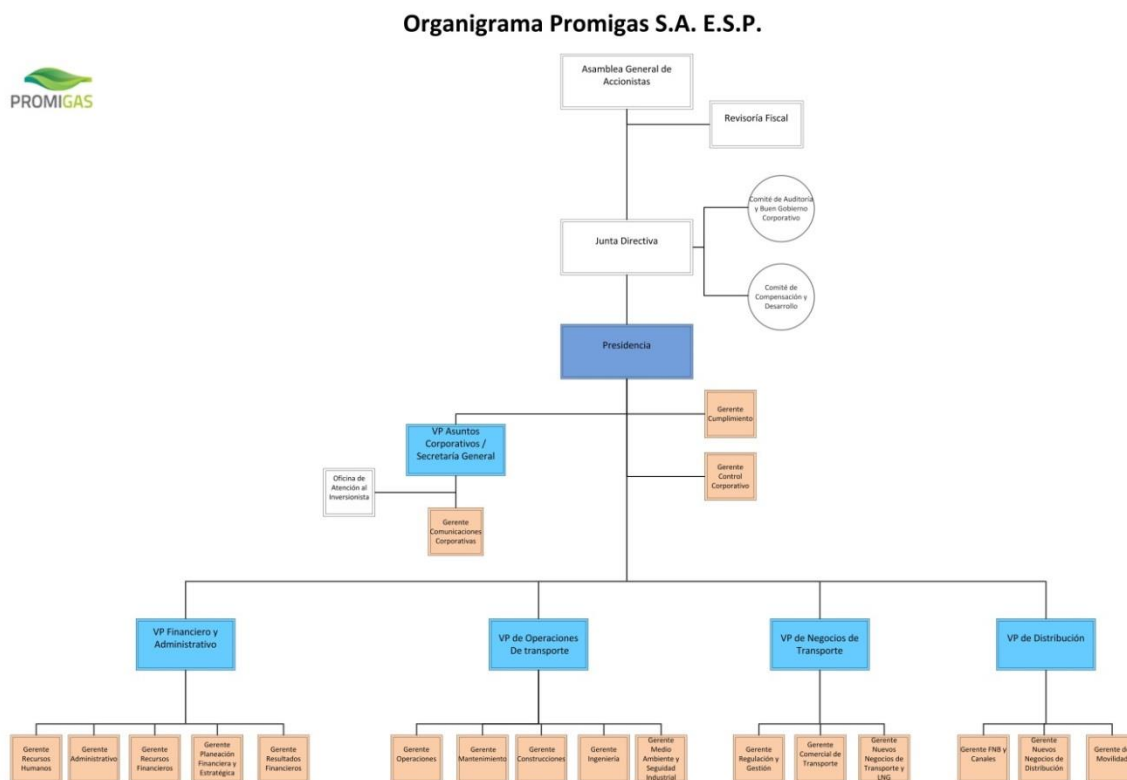 Organigrama Promigas S.A. E.S.P.
PROMIGAS
Asamblea General de
Accionistas
Revisoría Fiscal
Comité de Auditoría
y Buen Gobierno
Corporativo
Junta Directiva
Comité de
Compensación y
Desarrollo
Presidencia
Gerente
Cumplimiento
VP Asuntos
Corporativos /
Secretaría General
Gerente
Control
Corporativo
Oficina de
Atención al
Inversionista
Gerente
Comunicaciones
Corporativas
VP Financiero y
Administrativo
VP de Operaciones
De transporte
VP de Negocios de
Transporte
VP de Distribución
Gerente
Recursos
Humanos
Gerente
Administrativo
Gerente
Recursos
Financieros
Gerente
Planeación
Financiera y
Estratégica
Gerente
Resultados
Financieros
Gerente
Operaciones
Gerente
Mantenimiento
Gerente
Construcciones
Gerente
Ingeniería
Gerente
Medio
Ambiente y
Seguidad
Industrial
Gerente
Regulación y
Gestión
Gerente
Comercial de
Transporte
Gerente
Nuevos
Negocios de
Transporte y
LNG
Gerente FNB y
Canales
Gerente
Nuevos
Negocios de
Distribución
Gerente de
Movilidad